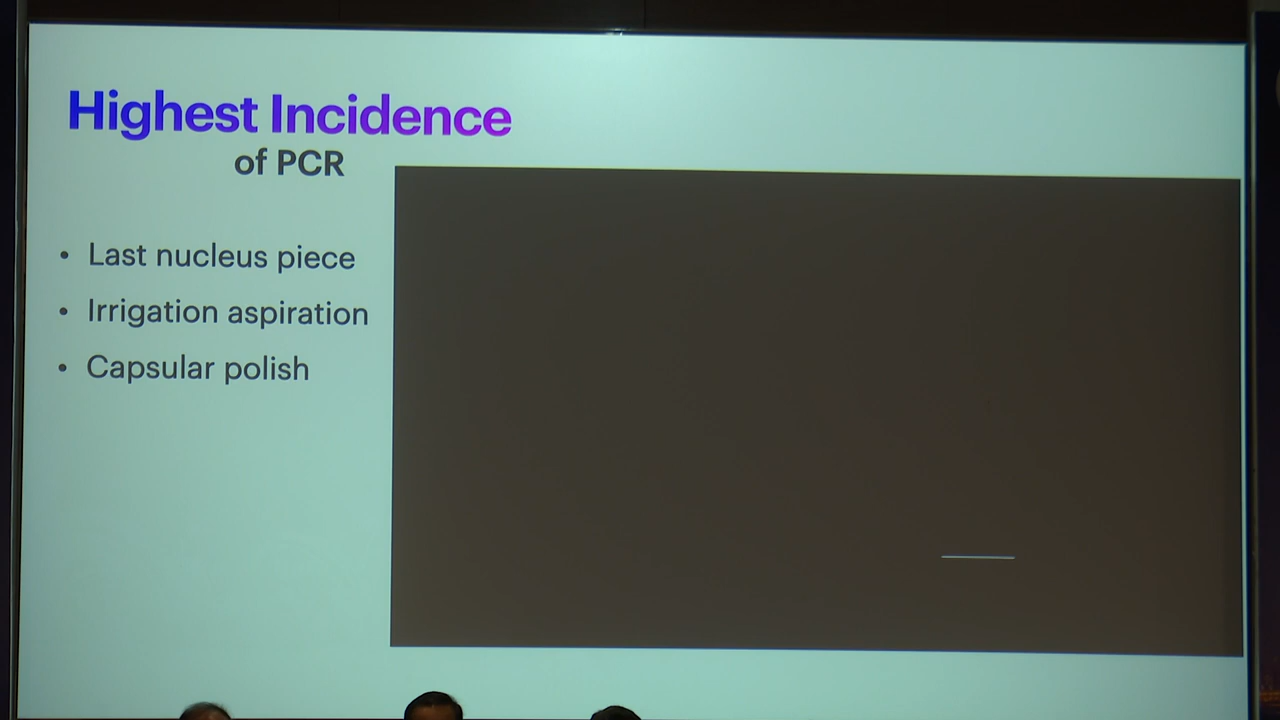 Highest Incidence
of PCR
• Last nucleus piece
• Irrigation aspiration
• Capsular polish